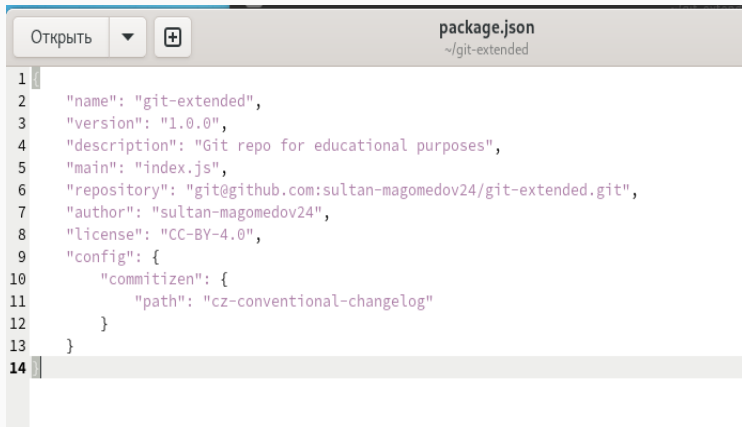 Открыть
package.json
~/git-extended
1 {
2 "name": "git-extended",
3 "version": "1.0.0",
4 "description": "Git repo for educational purposes",
5 "main": "index.js",
6 "repository": "git@github.com:sultan-magomedov24/git-extended.git",
7 "author": "sultan-magomedov24",
8 "license": "CC-BY-4.0",
9 "config": {
10 "commitizen": {
11 "path": "cz-conventional-changelog"
12 }
13 }
14 }